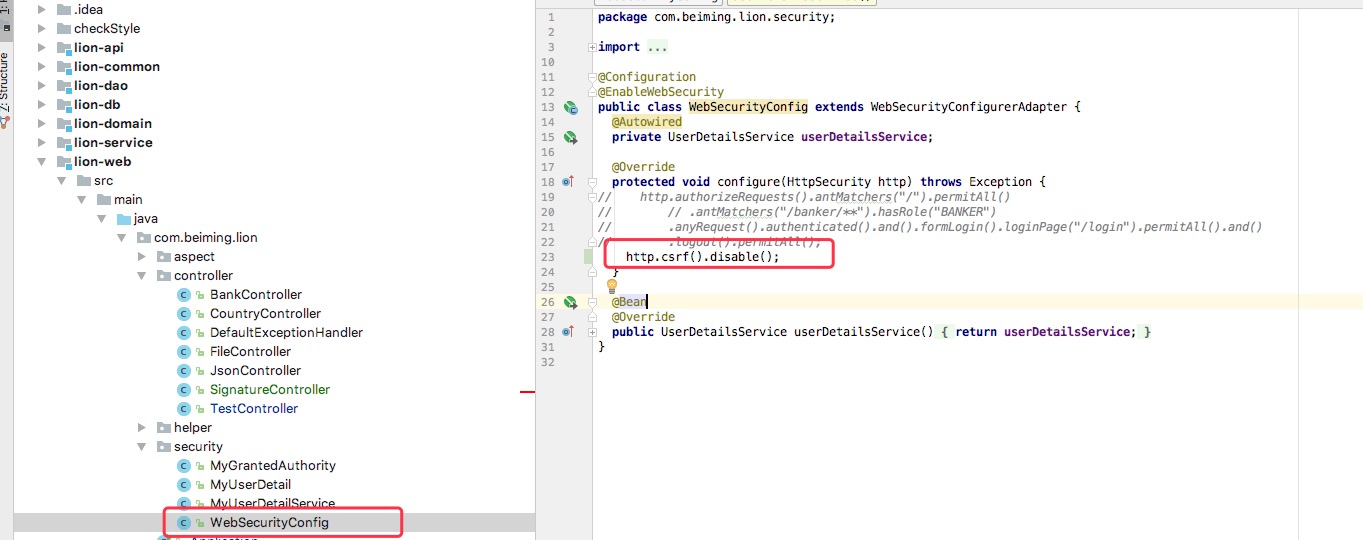 .idea
checkStyle
lion-api
lion-common
lion-dao
lion-db
lion-domain
lion-service
lion-web
src
main
java
com.beiming.lion
aspect
controller
BankController
CountryController
DefaultExceptionHandler
FileController
JsonController
SignatureController
TestController
helper
security
MyGrantedAuthority
MyUserDetail
MyUserDetailService
WebSecurityConfig
Z: Structure
1 package com.beiming.lion.security;
2
3 import ...
10
11 @Configuration
12 @EnableWebSecurity
13 public class WebSecurityConfig extends WebSecurityConfigurerAdapter {
14 @Autowired
15 private UserDetailsService userDetailsService;
16
17 @Override
18 protected void configure(HttpSecurity http) throws Exception {
19 // http.authorizeRequests().antMatchers("/").permitAll()
20 // // .antMatchers("/banker/**").hasRole("BANKER")
21 // .anyRequest().authenticated().and().formLogin().loginPage("/login").permitAll().and()
22 // .logout().permitAll();
23 http.csrf().disable();
24 }
25
26 @Bean
27 @Override
28 public UserDetailsService userDetailsService() { return userDetailsService; }
31 }
32